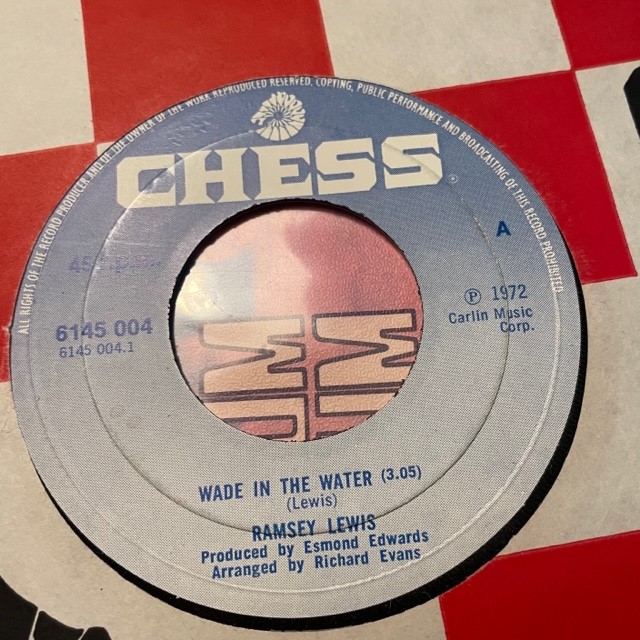 ALL RIGHTS OF THE RECORD PRODUCER AND OF THE OWNER OF THE WORK REPRODUCED RESERVED, COPYING, PUBLIC PERFORMANCE AND BROADCASTING OF THIS RECORD PROHIBITED
CHESS
A
45 r.p.m.
6145 004
6145 004.1
℗ 1972
Carlin Music
Corp.
WADE IN THE WATER (3.05)
(Lewis)
RAMSEY LEWIS
Produced by Esmond Edwards
Arranged by Richard Evans